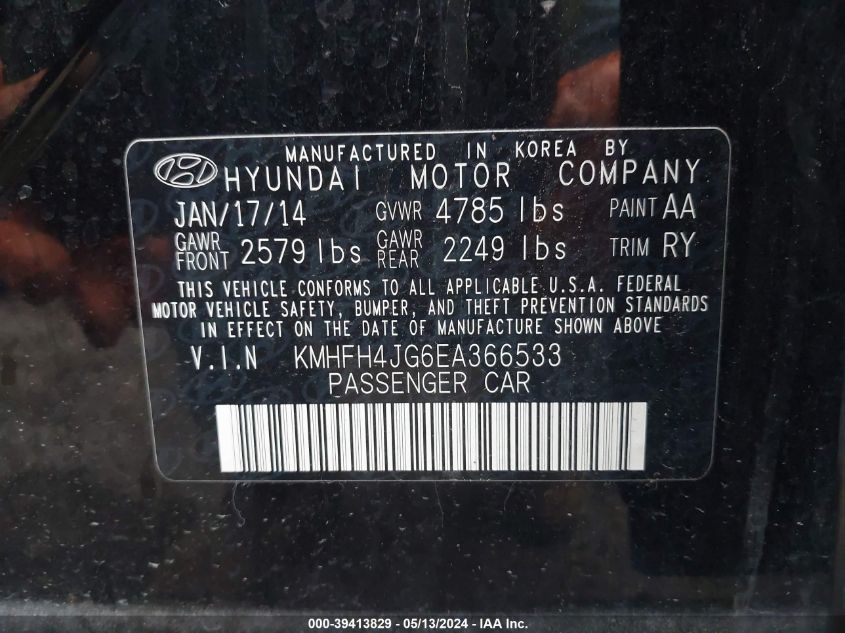 MANUFACTURED IN KOREA BY
HYUNDAI MOTOR COMPANY
JAN/17/14 GVWR 4785 lbs PAINT AA
GAWR FRONT 2579 lbs GAWR REAR 2249 lbs TRIM RY
THIS VEHICLE CONFORMS TO ALL APPLICABLE U.S.A. FEDERAL
MOTOR VEHICLE SAFETY, BUMPER, AND THEFT PREVENTION STANDARDS
IN EFFECT ON THE DATE OF MANUFACTURE SHOWN ABOVE
V.I.N KMHFH4JG6EA366533
PASSENGER CAR
000-39413829 - 05/13/2024 - IAA Inc.